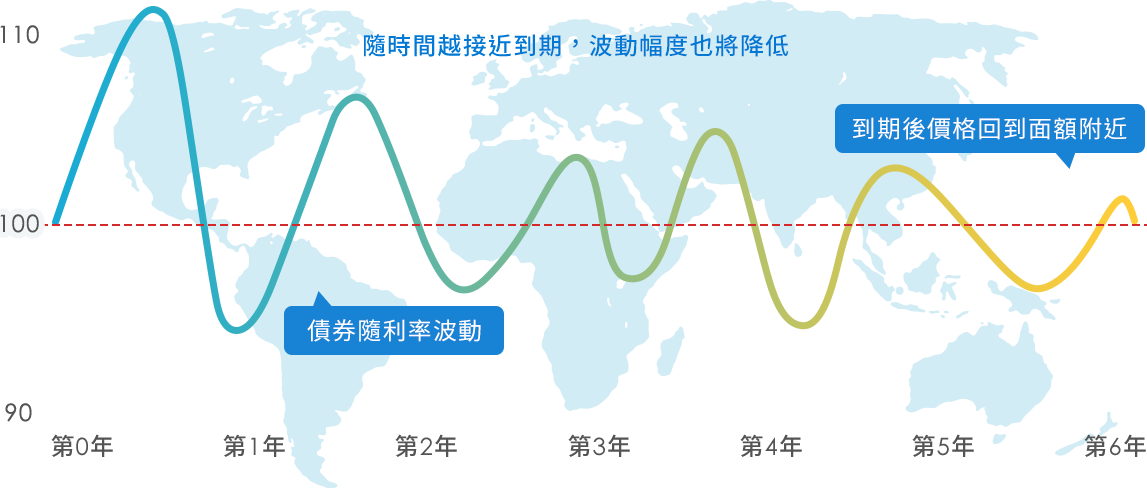 110
隨時間越接近到期，波動幅度也將降低
到期後價格回到面額附近
100
債券隨利率波動
90
第0年 第1年 第2年 第3年 第4年 第5年 第6年